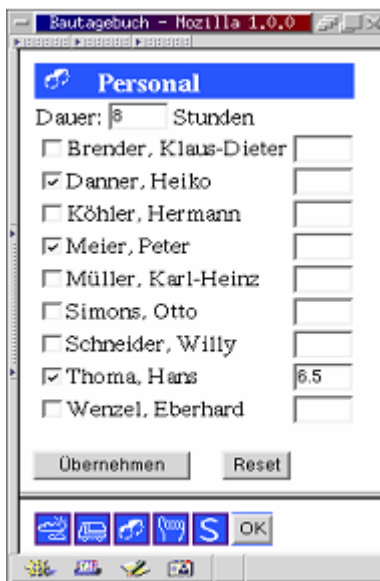 Bautagebuch - Mozilla 1.0.0
Personal
Dauer: 8 Stunden
Brender, Klaus-Dieter
Danner, Heiko
Köhler, Hermann
Meier, Peter
Müller, Karl-Heinz
Simons, Otto
Schneider, Willy
Thoma, Hans 6.5
Wenzel, Eberhard
Übernehmen Reset
S OK